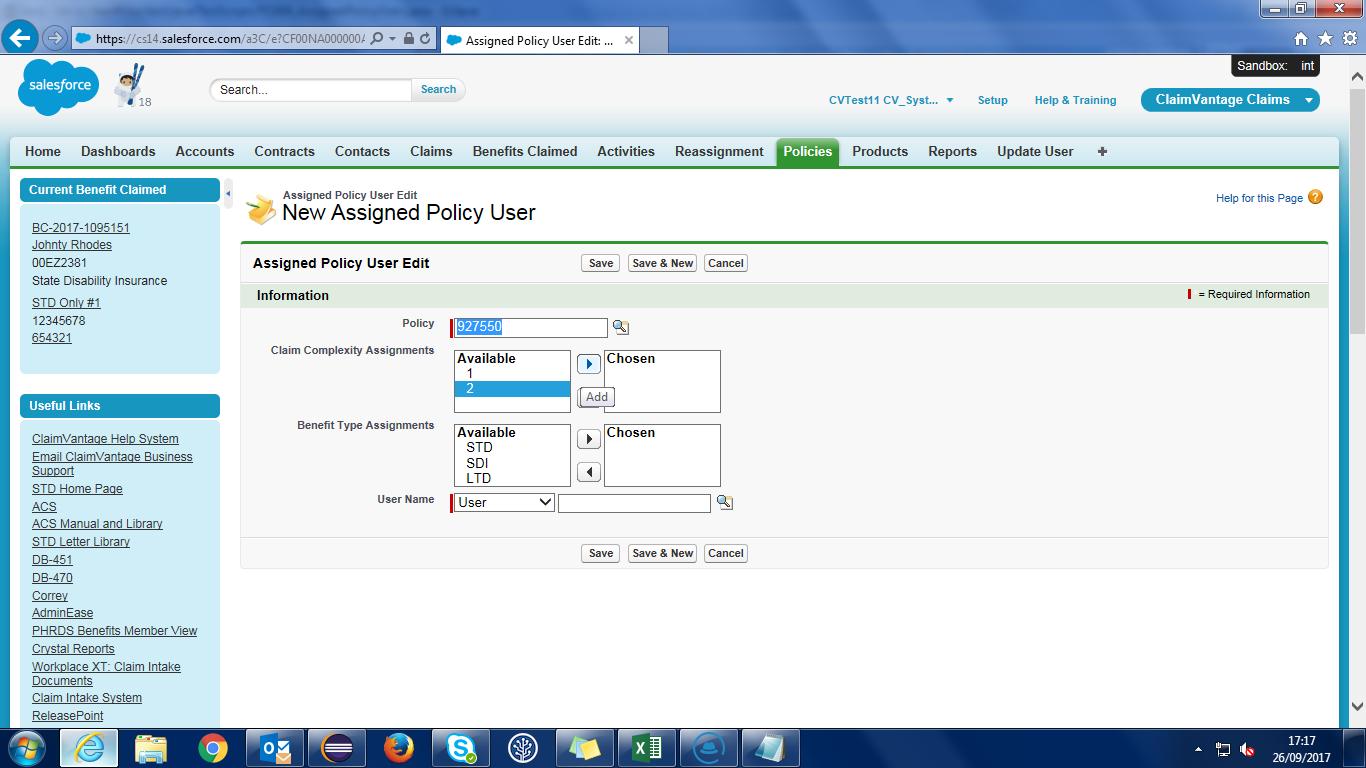 https://cs14.salesforce.com/a3C/e?CF00NA000000A
Assigned Policy User Edit: ...
salesforce
18
Search...
Search
Sandbox: int
CVTest11 CV_Syst...
Setup
Help & Training
ClaimVantage Claims
Home
Dashboards
Accounts
Contracts
Contacts
Claims
Benefits Claimed
Activities
Reassignment
Policies
Products
Reports
Update User
+
Current Benefit Claimed
BC-2017-1095151
Johnty Rhodes
00EZ2381
State Disability Insurance
STD Only #1
12345678
654321
Useful Links
ClaimVantage Help System
Email ClaimVantage Business
Support
STD Home Page
ACS
ACS Manual and Library
STD Letter Library
DB-451
DB-470
Correy
AdminEase
PHRDS Benefits Member View
Crystal Reports
Workplace XT: Claim Intake
Documents
Claim Intake System
ReleasePoint
Assigned Policy User Edit
New Assigned Policy User
Help for this Page
Assigned Policy User Edit
Save
Save & New
Cancel
Information
= Required Information
Policy
927550
Claim Complexity Assignments
Available
1
2
Add
Chosen
Benefit Type Assignments
Available
STD
SDI
LTD
Chosen
User Name
User
Save
Save & New
Cancel
17:17
26/09/2017